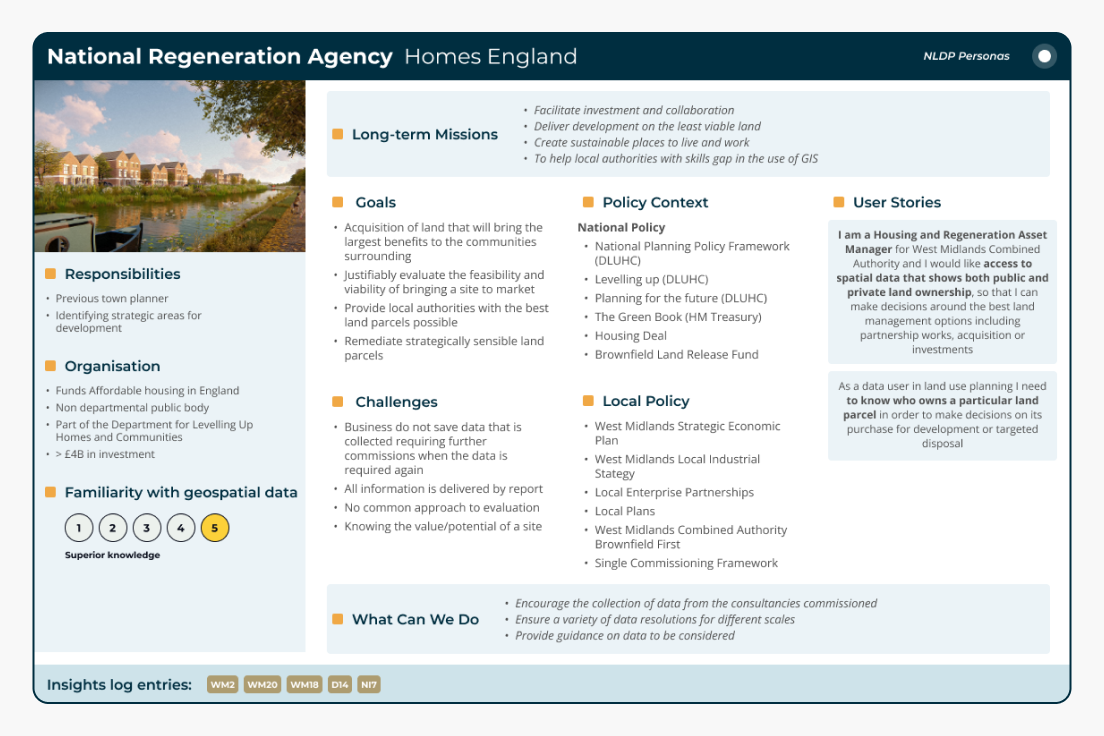 National Regeneration Agency Homes England
NLDP Personas
Responsibilities
• Previous town planner
• Identifying strategic areas for
development
Organisation
• Funds Affordable housing in England
• Non departmental public body
• Part of the Department for Levelling Up
Homes and Communities
• > £4B in investment
Familiarity with geospatial data
1 2 3 4 5
Superior knowledge
Long-term Missions
• Facilitate investment and collaboration
• Deliver development on the least viable land
• Create sustainable places to live and work
• To help local authorities with skills gap in the use of GIS
Goals
• Acquisition of land that will bring the
largest benefits to the communities
surrounding
• Justifiably evaluate the feasibility and
viability of bringing a site to market
• Provide local authorities with the best
land parcels possible
• Remediate strategically sensible land
parcels
Challenges
• Business do not save data that is
collected requiring further
commissions when the data is
required again
• All information is delivered by report
• No common approach to evaluation
• Knowing the value/potential of a site
Policy Context
National Policy
• National Planning Policy Framework
(DLUHC)
• Levelling up (DLUHC)
• Planning for the future (DLUHC)
• The Green Book (HM Treasury)
• Housing Deal
• Brownfield Land Release Fund
Local Policy
• West Midlands Strategic Economic
Plan
• West Midlands Local Industrial
Stategy
• Local Enterprise Partnerships
• Local Plans
• West Midlands Combined Authority
Brownfield First
• Single Commissioning Framework
User Stories
I am a Housing and Regeneration Asset
Manager for West Midlands Combined
Authority and I would like access to
spatial data that shows both public and
private land ownership, so that I can
make decisions around the best land
management options including
partnership works, acquisition or
investments
As a data user in land use planning I need
to know who owns a particular land
parcel in order to make decisions on its
purchase for development or targeted
disposal
What Can We Do
• Encourage the collection of data from the consultancies commissioned
• Ensure a variety of data resolutions for different scales
• Provide guidance on data to be considered
Insights log entries: WM2 WM20 WM18 D14 NI7